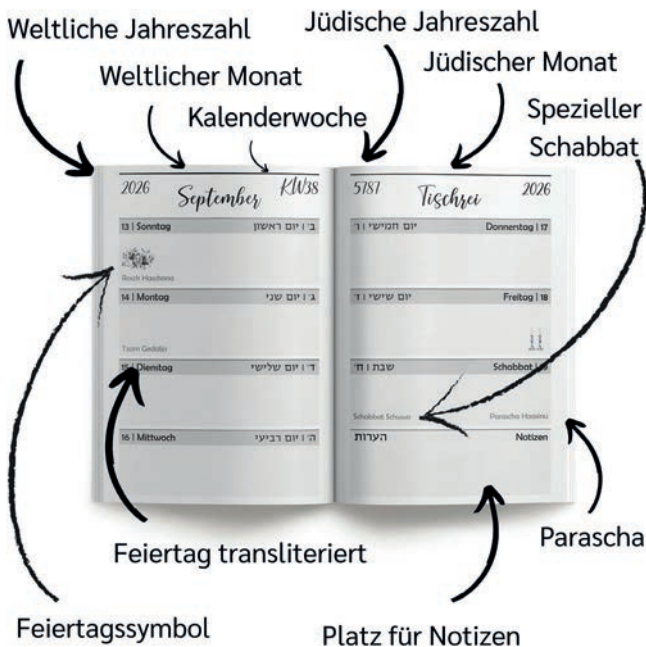 Weltliche Jahreszahl
Jüdische Jahreszahl
Weltlicher Monat
Jüdischer Monat
Kalenderwoche
Spezieller
Schabbat
2026 September KW38
13 | Sonntag ב׳ | יום ראשון
Rosch Haschana
14 | Montag ג׳ | יום שני
Tsom Gedalja
15 | Dienstag ד׳ | יום שלישי
16 | Mittwoch ה׳ | יום רביעי
5787 Tischrei 2026
יום חמישי | ו׳ Donnerstag | 17
יום שישי | ז׳ Freitag | 18
שבת | ח׳ Schabbat | 19
Schabbat Schuwa Parascha Haasinu
הערות Notizen
Feiertag transliteriert
Parascha
Feiertagssymbol
Platz für Notizen